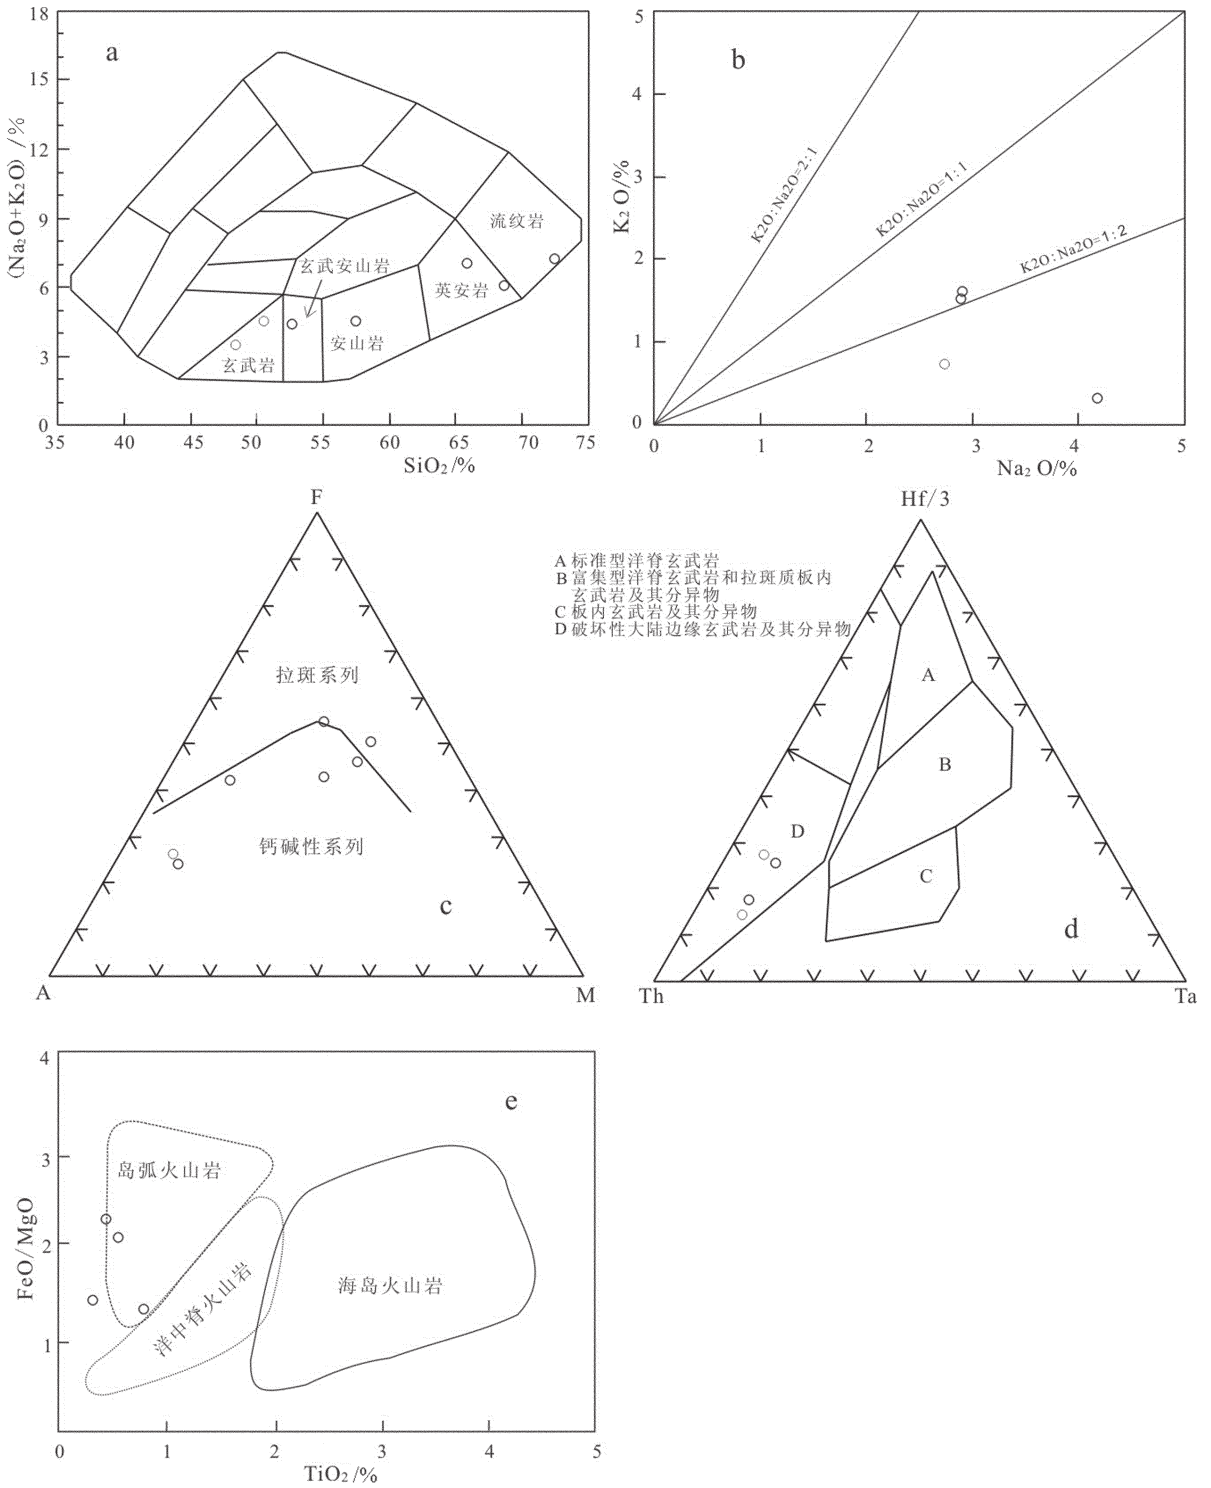 a
(Na2O+K2O) /%
18
15
12
9
6
3
0
35
40
45
50
55
60
65
70
75
SiO2/%
流纹岩
玄武安山岩
英安岩
安山岩
玄武岩
b
K2O/%
5
4
3
2
1
0
0
1
2
3
4
5
Na2O/%
K2O:Na2O=2:1
K2O:Na2O=1:1
K2O:Na2O=1:2
F
拉斑系列
钙碱性系列
c
A
M
A 标准型洋脊玄武岩
B 富集型洋脊玄武岩和拉斑质板内
玄武岩及其分异物
C 板内玄武岩及其分异物
D 破坏性大陆边缘玄武岩及其分异物
Hf/3
A
B
D
C
d
Th
Ta
e
FeO/MgO
4
3
2
1
0
1
2
3
4
5
TiO2/%
岛弧火山岩
洋中脊火山岩
海岛火山岩